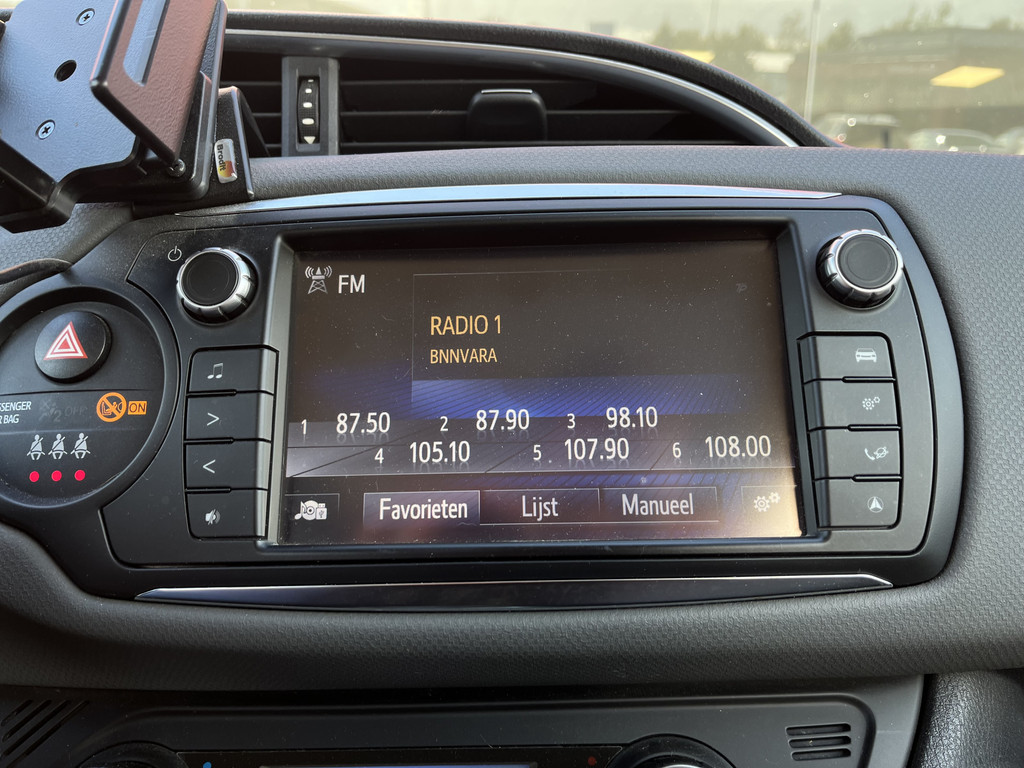 Brodit
FM
RADIO 1
BNNVARA
1 87.50 2 87.90 3 98.10
4 105.10 5 107.90 6 108.00
Favorieten Lijst Manueel
SSENGER
BAG
OFF
ON